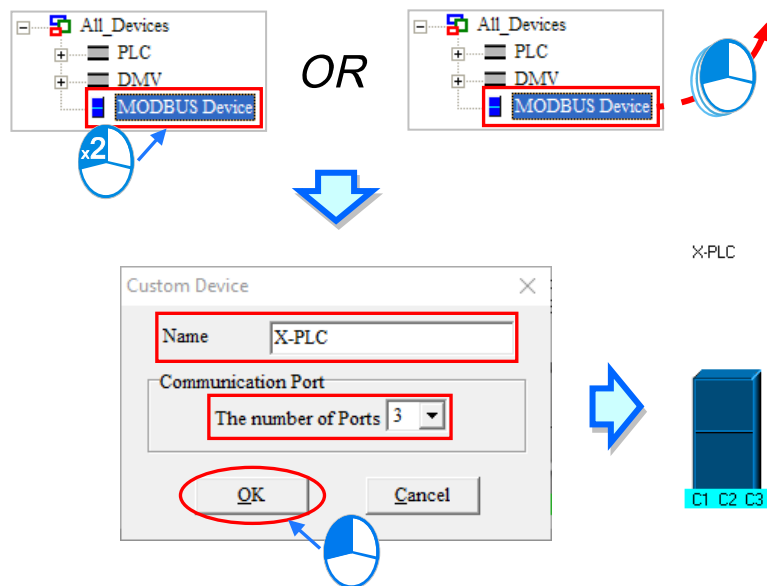 All_Devices
PLC
DMV
MODBUS Device
x2
OR
All_Devices
PLC
DMV
MODBUS Device
Custom Device
Name X-PLC
Communication Port
The number of Ports 3
OK Cancel
X-PLC
C1 C2 C3